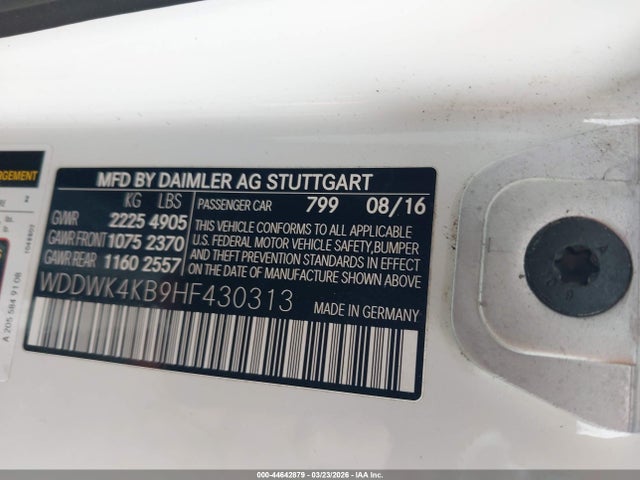 MFD BY DAIMLER AG STUTTGART
KG LBS
GVWR 2225 4905
GAWR FRONT 1075 2370
GAWR REAR 1160 2557
PASSENGER CAR 799 08/16
THIS VEHICLE CONFORMS TO ALL APPLICABLE
U.S. FEDERAL MOTOR VEHICLE SAFETY, BUMPER
AND THEFT PREVENTION STANDARDS IN EFFECT
ON THE DATE OF MANUFACTURE SHOWN ABOVE.
MADE IN GERMANY
WDDWK4KB9HF430313
A 205 584 91 08
000-44642879 - 03/23/2026 - IAA Inc.